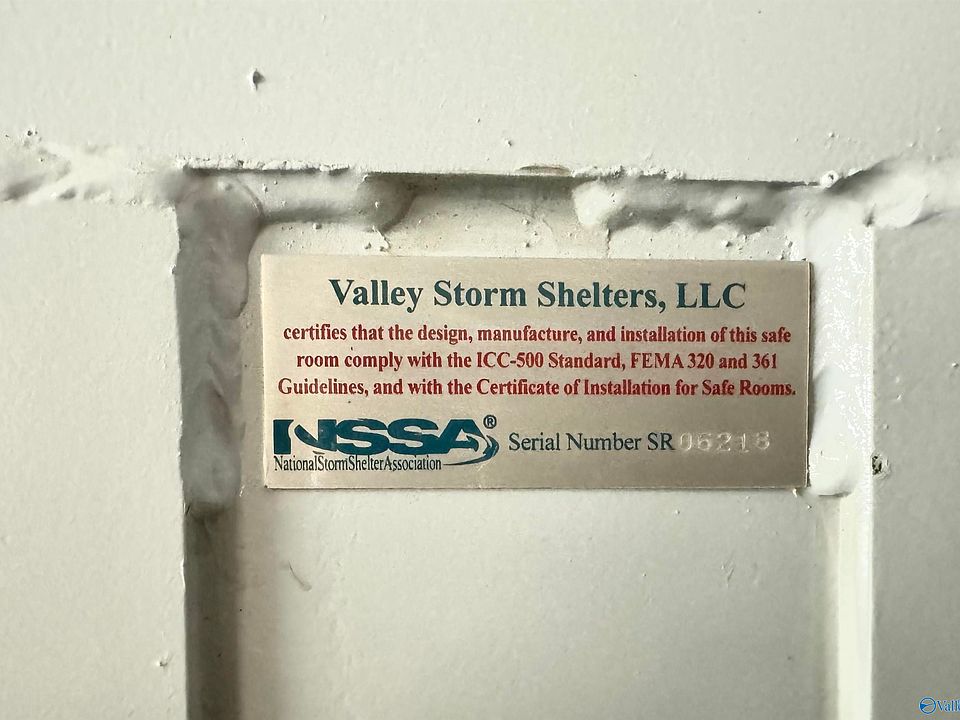 Valley Storm Shelters, LLC
certifies that the design, manufacture, and installation of this safe
room comply with the ICC-500 Standard, FEMA 320 and 361
Guidelines, and with the Certificate of Installation for Safe Rooms.
NSSA®
NationalStormShelterAssociation
Serial Number SR